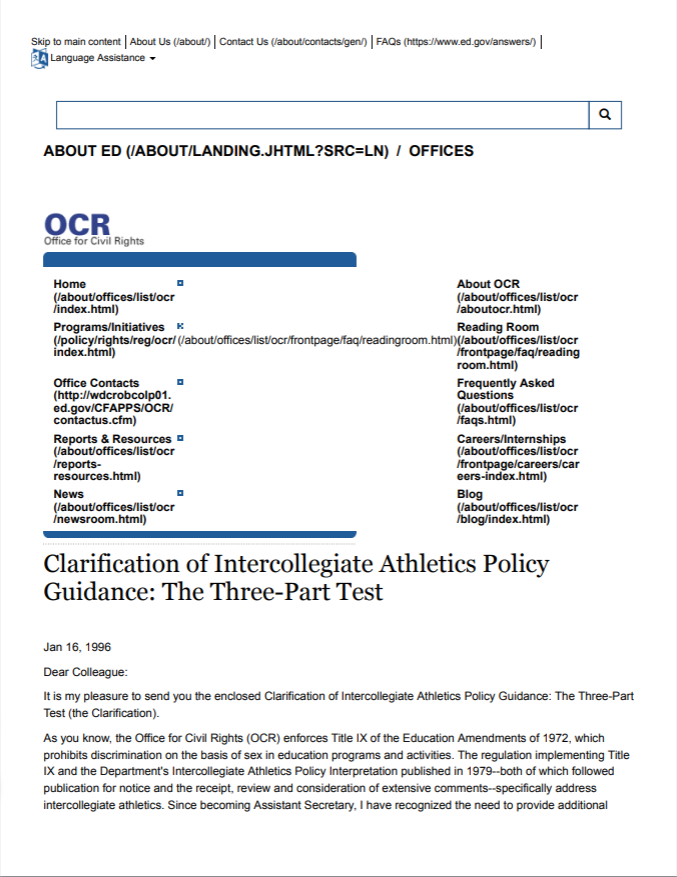 Skip to main content | About Us (/about/) | Contact Us (/about/contacts/gen/) | FAQs (https://www.ed.gov/answers/) |
Language Assistance
ABOUT ED (/ABOUT/LANDING.JHTML?SRC=LN) / OFFICES
OCR
Office for Civil Rights
Home
(/about/offices/list/ocr
/index.html)
About OCR
(/about/offices/list/ocr
/aboutocr.html)
Programs/Initiatives
(/policy/rights/reg/ocr/
index.html)
(/about/offices/list/ocr/frontpage/faq/readingroom.html)
Reading Room
(/about/offices/list/ocr
/frontpage/faq/reading
room.html)
Office Contacts
(http://wdcrobcolp01.
ed.gov/CFAPPS/OCR/
contactus.cfm)
Frequently Asked
Questions
(/about/offices/list/ocr
/faqs.html)
Reports & Resources
(/about/offices/list/ocr
/reports-
resources.html)
Careers/Internships
(/about/offices/list/ocr
/frontpage/careers/car
eers-index.html)
News
(/about/offices/list/ocr
/newsroom.html)
Blog
(/about/offices/list/ocr
/blog/index.html)
Clarification of Intercollegiate Athletics Policy
Guidance: The Three-Part Test
Jan 16, 1996
Dear Colleague:
It is my pleasure to send you the enclosed Clarification of Intercollegiate Athletics Policy Guidance: The Three-Part
Test (the Clarification).
As you know, the Office for Civil Rights (OCR) enforces Title IX of the Education Amendments of 1972, which
prohibits discrimination on the basis of sex in education programs and activities. The regulation implementing Title
IX and the Department's Intercollegiate Athletics Policy Interpretation published in 1979--both of which followed
publication for notice and the receipt, review and consideration of extensive comments--specifically address
intercollegiate athletics. Since becoming Assistant Secretary, I have recognized the need to provide additional